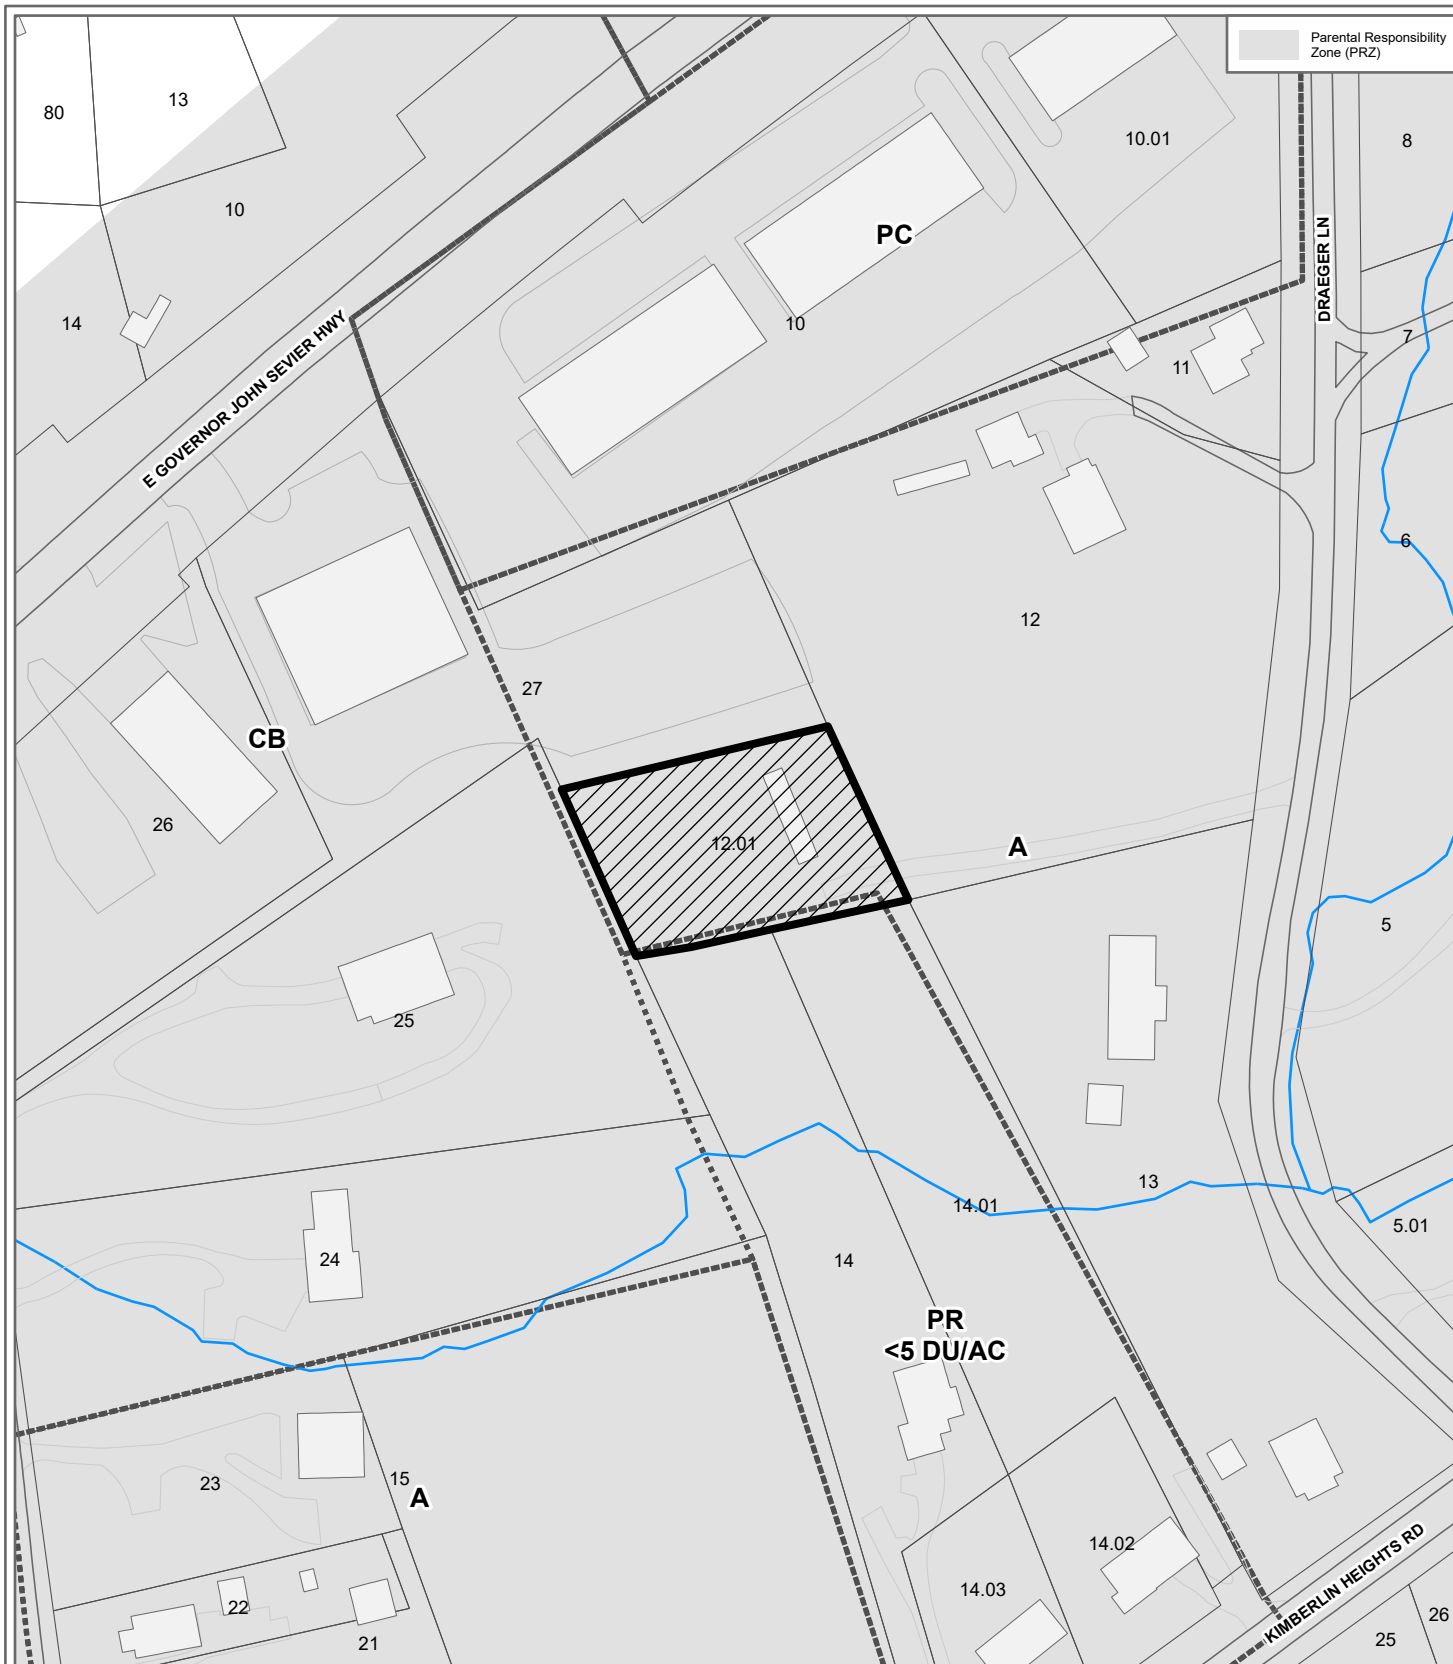 Parental Responsibility
Zone (PRZ)
80
13
10
14
10.01
8
PC
10
DRAEGER LN
7
11
E GOVERNOR JOHN SEVIER HWY
6
12
27
CB
26
12.01
A
5
25
13
14.01
5.01
24
14
PR
<5 DU/AC
23
15
A
14.02
14.03
KIMBERLIN HEIGHTS RD
22
21
25
26